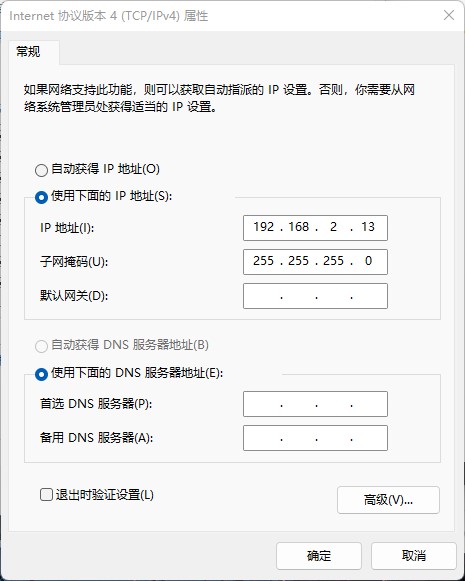 Internet 协议版本 4 (TCP/IPv4) 属性
常规
如果网络支持此功能，则可以获取自动指派的 IP 设置。否则，你需要从网
络系统管理员处获得适当的 IP 设置。
自动获得 IP 地址(O)
使用下面的 IP 地址(S):
IP 地址(I):
192 . 168 . 2 . 13
子网掩码(U):
255 . 255 . 255 . 0
默认网关(D):
. . .
自动获得 DNS 服务器地址(B)
使用下面的 DNS 服务器地址(E):
首选 DNS 服务器(P):
. . .
备用 DNS 服务器(A):
. . .
退出时验证设置(L)
高级(V)...
确定
取消